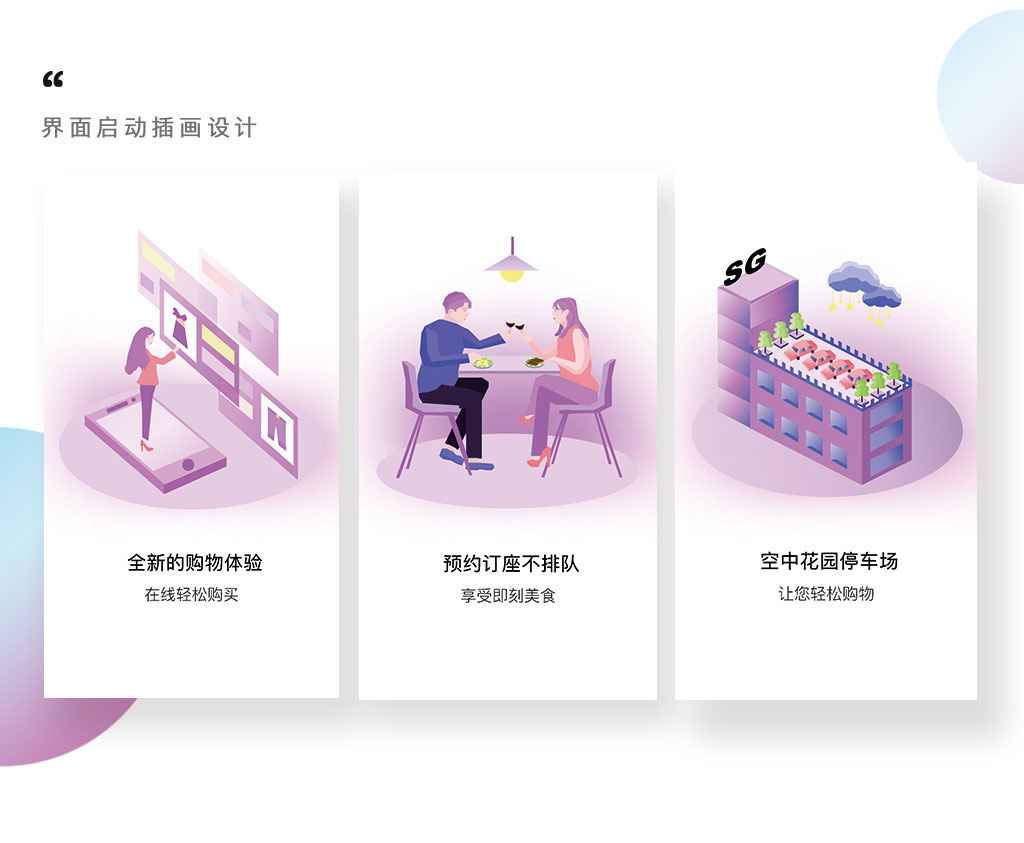 “
界面启动插画设计
SG
全新的购物体验
在线轻松购买
预约订座不排队
享受即刻美食
空中花园停车场
让您轻松购物